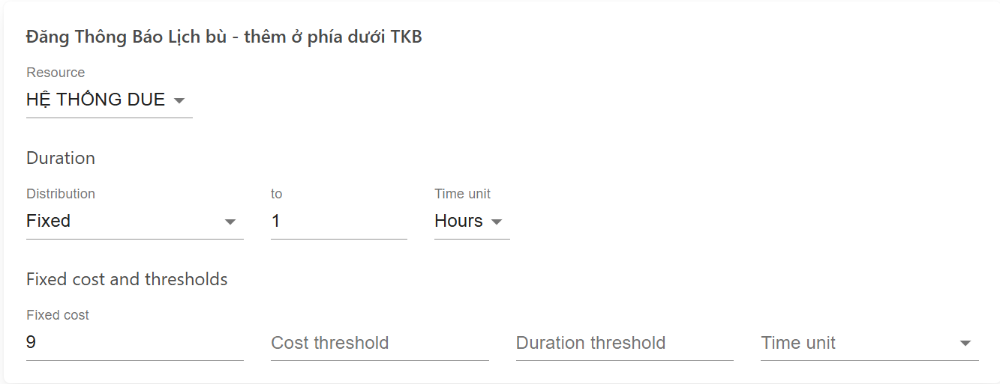 Đăng Thông Báo Lịch bù - thêm ở phía dưới TKB
Resource
HỆ THỐNG DUE
Duration
Distribution to Time unit
Fixed 1 Hours
Fixed cost and thresholds
Fixed cost
9 Cost threshold Duration threshold Time unit